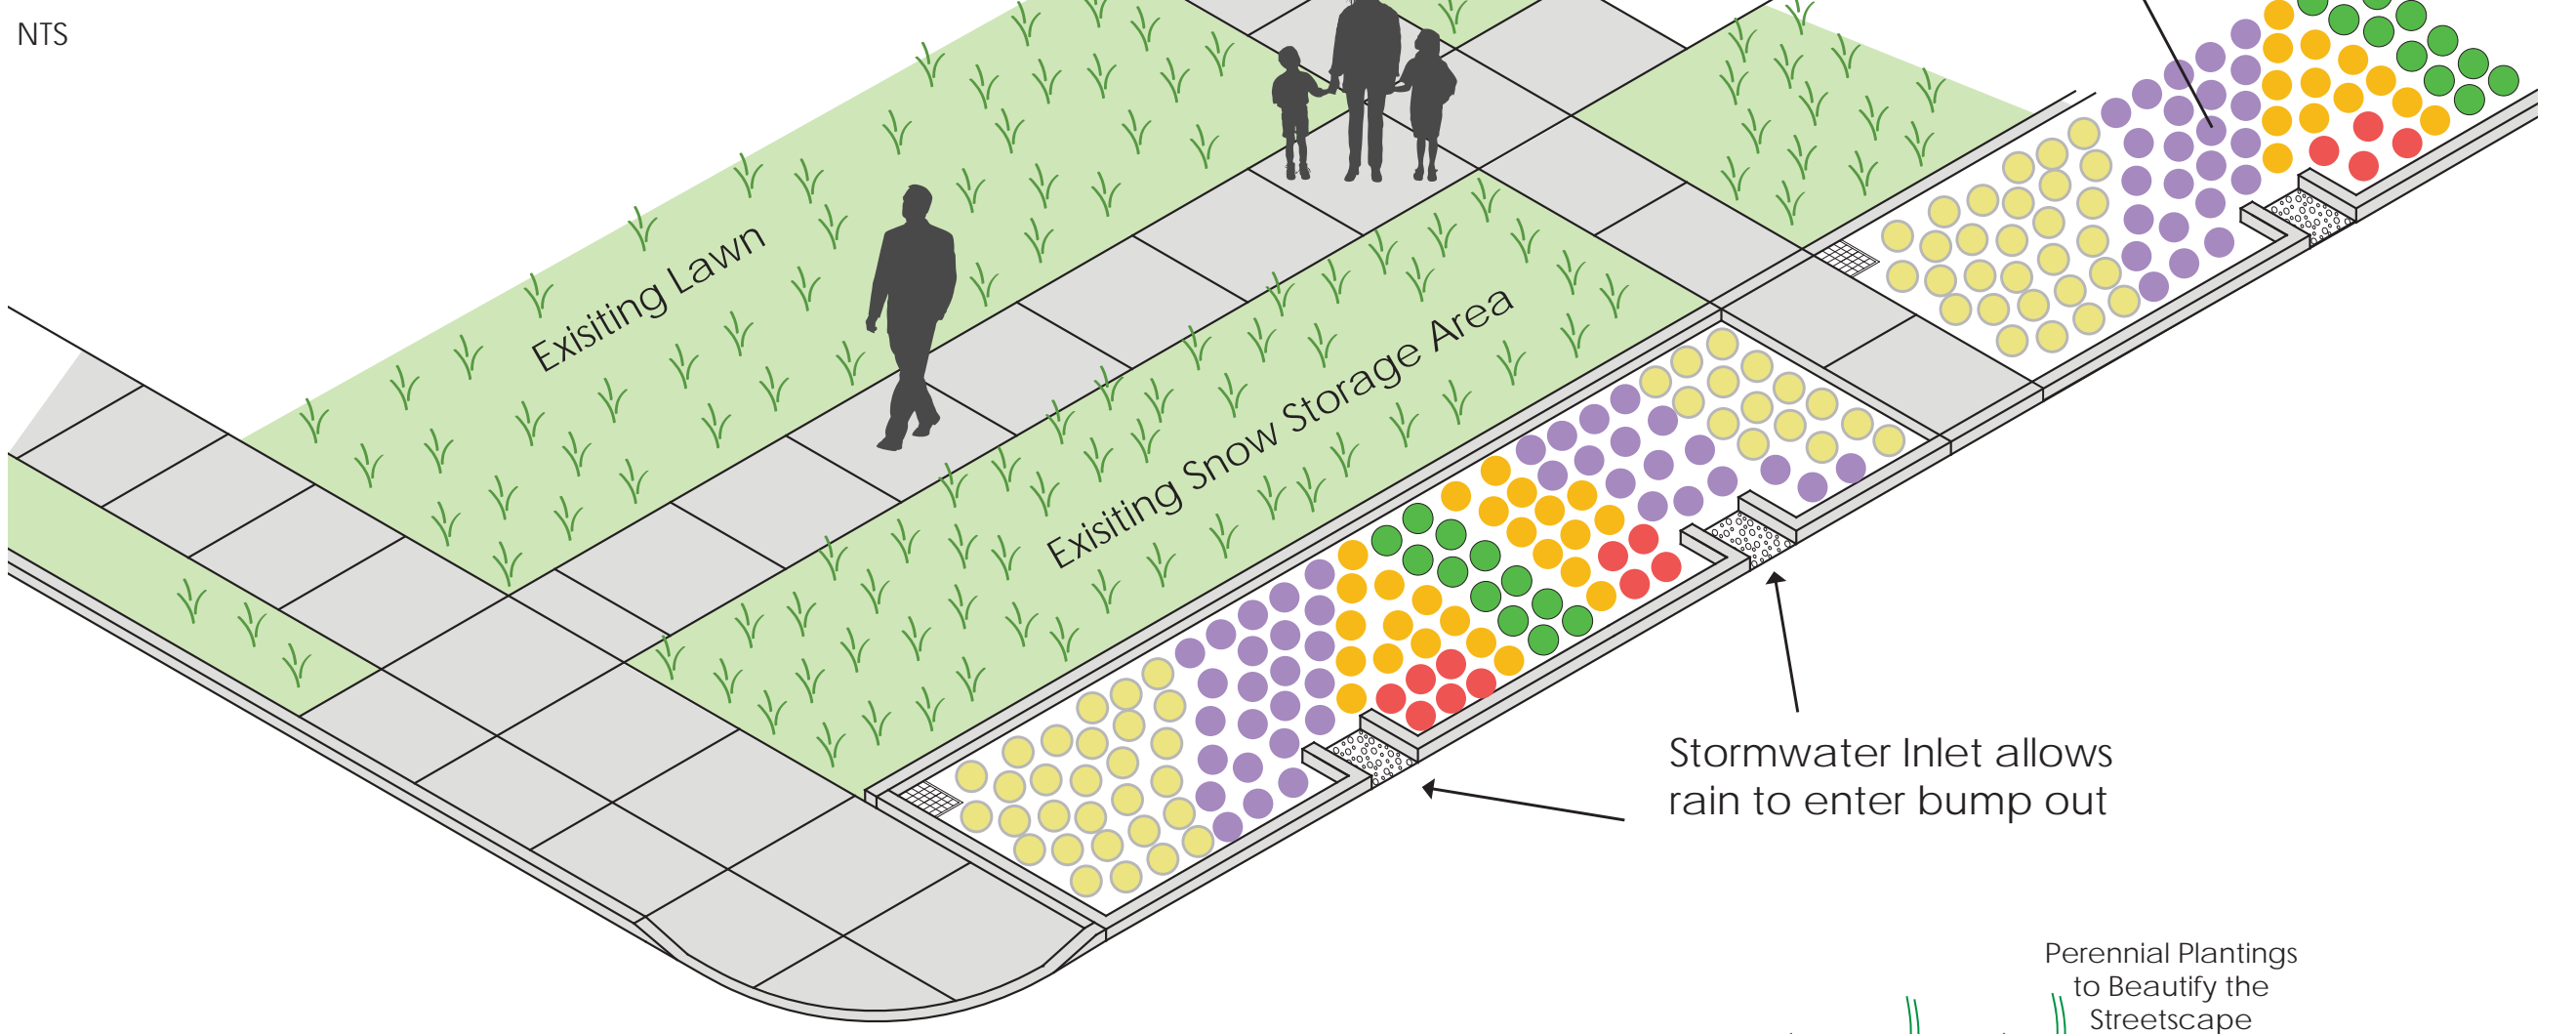 NTS
Exisiting Lawn
Exisiting Snow Storage Area
Stormwater Inlet allows
rain to enter bump out
Perennial Plantings
to Beautify the
Streetscape